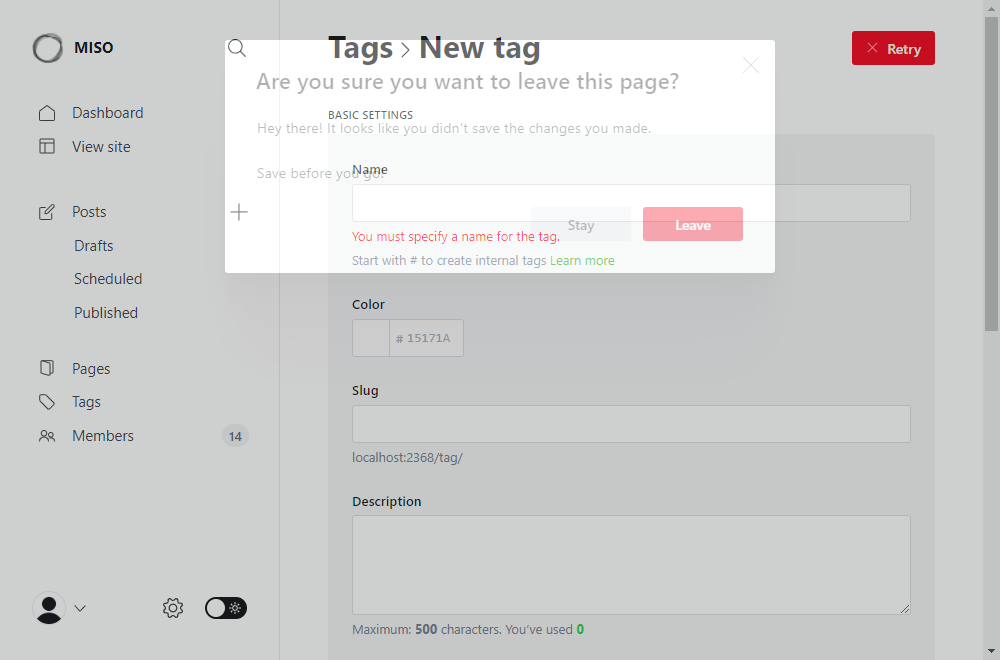 MISO
Dashboard
View site
Posts
Drafts
Scheduled
Published
Pages
Tags
Members
14
Tags > New tag
Retry
Are you sure you want to leave this page?
BASIC SETTINGS
Hey there! It looks like you didn't save the changes you made.
Name
Save before you go!
Stay
Leave
You must specify a name for the tag.
Start with # to create internal tags Learn more
Color
# 15171A
Slug
localhost:2368/tag/
Description
Maximum: 500 characters. You've used 0